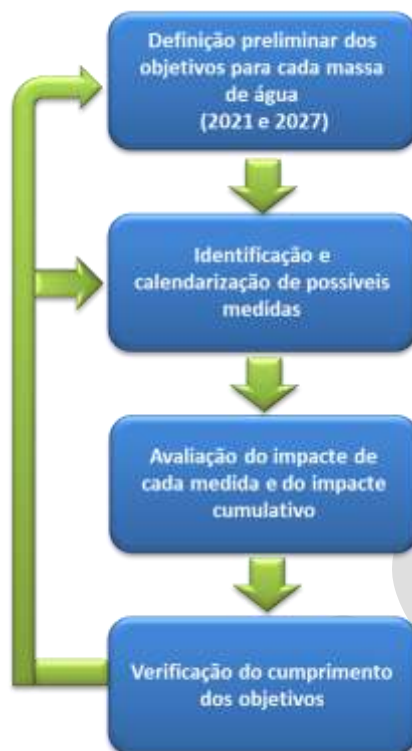 Definição preliminar dos
objetivos para cada massa
de água
(2021 e 2027)
Identificação e
calendarização de possíveis
medidas
Avaliação do impacte de
cada medida e do impacte
cumulativo
Verificação do cumprimento
dos objetivos